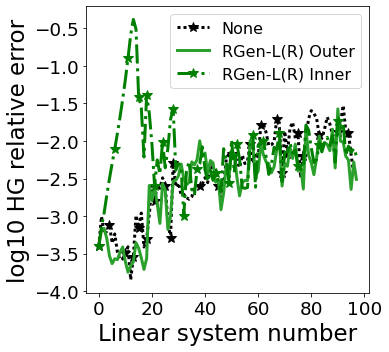 log10 HG relative error
−0.5
−1.0
−1.5
−2.0
−2.5
−3.0
−3.5
−4.0
None
RGen-L(R) Outer
RGen-L(R) Inner
0 20 40 60 80 100
Linear system number